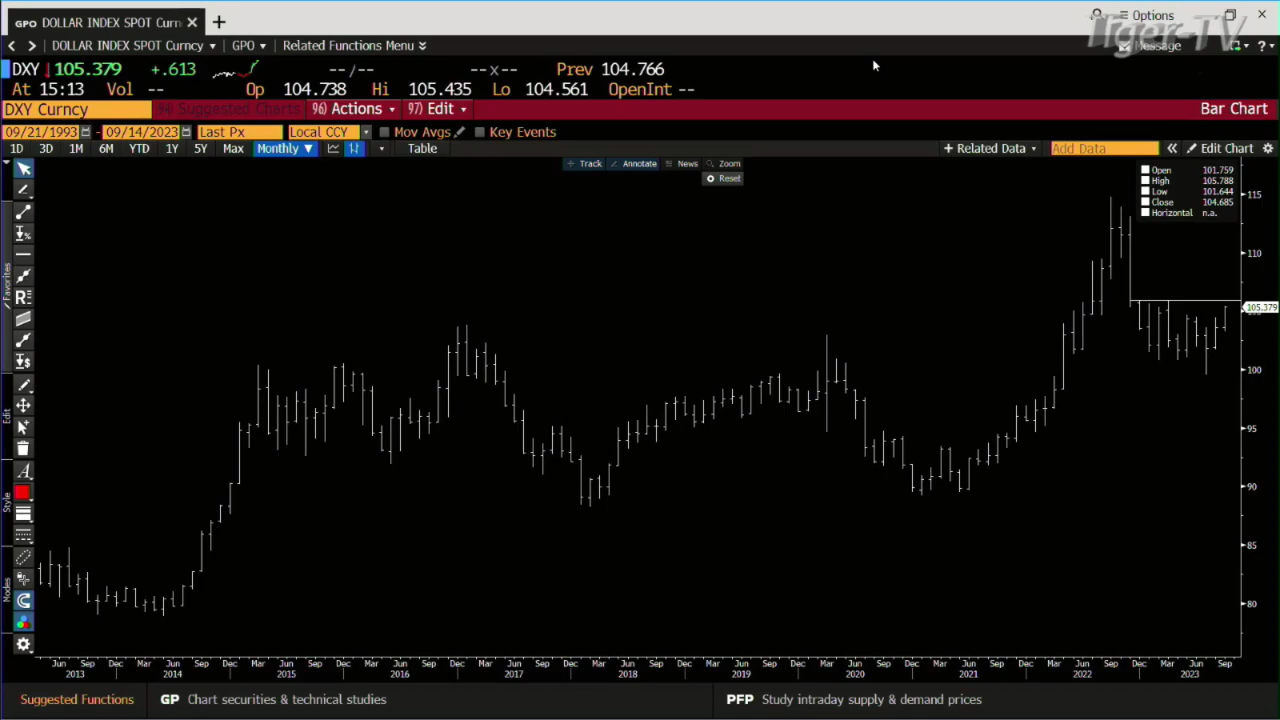 GPO DOLLAR INDEX SPOT Curn
Options
DOLLAR INDEX SPOT Curncy GPO Related Functions Menu
Message
Tiger-TV
DXY 105.379 +.613 --/-- --x-- Prev 104.766
At 15:13 Vol -- Op 104.738 Hi 105.435 Lo 104.561 OpenInt --
DXY Curncy 98) Suggested Charts 96) Actions 97) Edit Bar Chart
09/21/1993 - 09/14/2023 Last Px Local CCY Mov Avgs Key Events
1D 3D 1M 6M YTD 1Y 5Y Max Monthly Table + Related Data Add Data Edit Chart
Track Annotate News Zoom
Reset
Open 101.759
High 105.788
Low 101.644
Close 104.685
Horizontal n.a.
115
110
105.379
100
95
90
85
80
Favorites
Edit
Style
Modes
Jun Sep Dec Mar Jun Sep Dec Mar Jun Sep Dec Mar Jun Sep Dec Mar Jun Sep Dec Mar Jun Sep Dec Mar Jun Sep Dec Mar Jun Sep Dec Mar Jun Sep Dec Mar Jun Sep Dec Mar Jun Sep
2013 2014 2015 2016 2017 2018 2019 2020 2021 2022 2023
Suggested Functions GP Chart securities & technical studies PFP Study intraday supply & demand prices